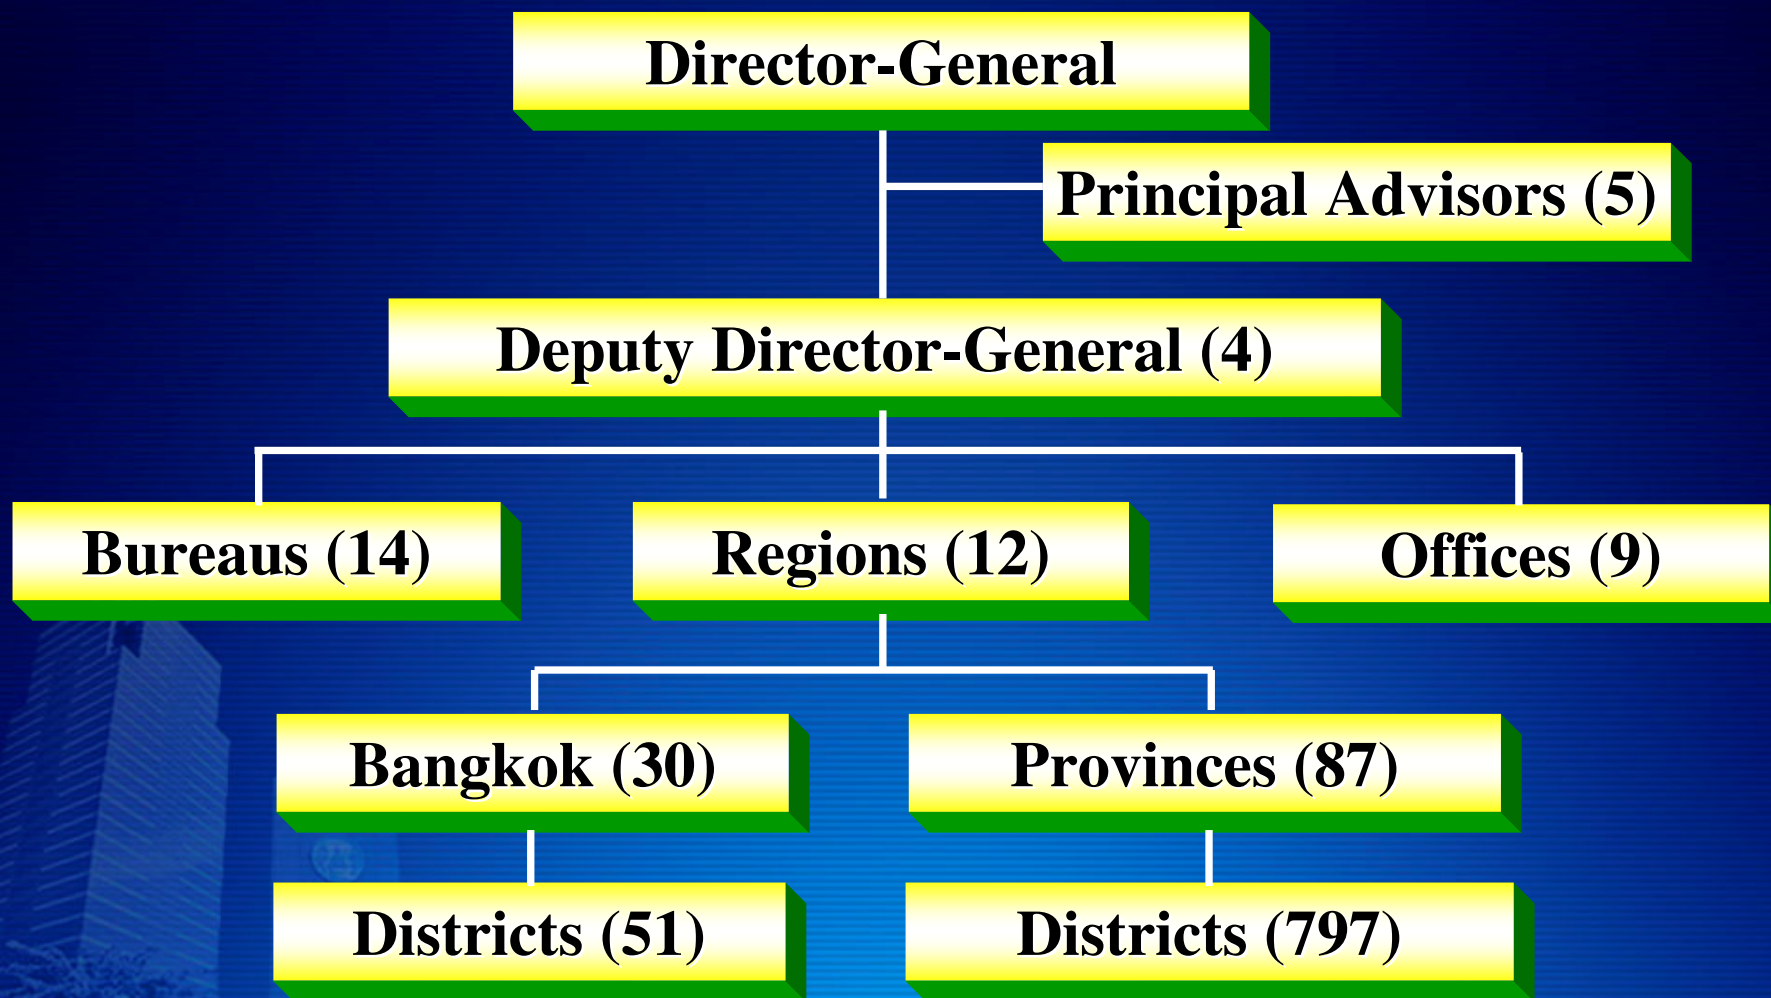 Director-General
Principal Advisors (5)
Deputy Director-General (4)
Bureaus (14)
Regions (12)
Offices (9)
Bangkok (30)
Provinces (87)
Districts (51)
Districts (797)